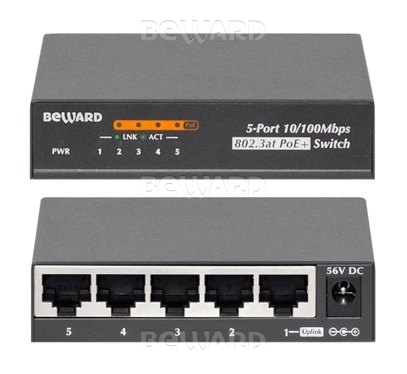 BEWARD
BEWARD
PoE
LNK ACT
PWR 1 2 3 4 5
5-Port 10/100Mbps
802.3at PoE+ Switch
BEWARD
56V DC
5 4 3 2 1 Uplink
BEWARD